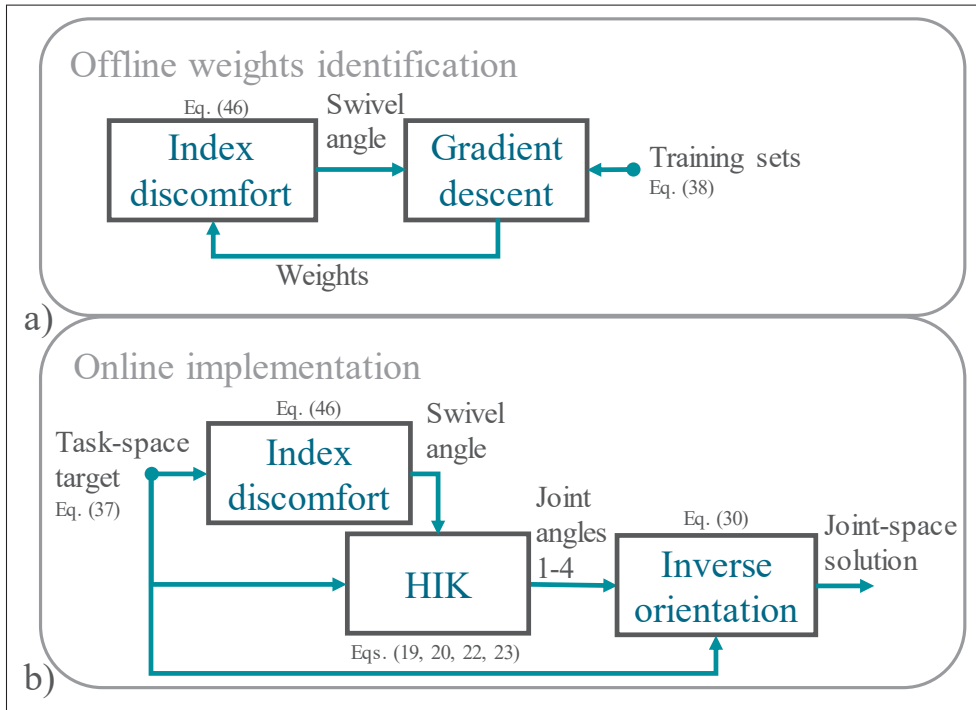 Offline weights identification
Eq. (46)
Index
discomfort
Swivel
angle
Gradient
descent
Training sets
Eq. (38)
Weights
a)
Online implementation
Task-space
target
Eq. (37)
Eq. (46)
Index
discomfort
Swivel
angle
HIK
Eqs. (19, 20, 22, 23)
Joint
angles
1-4
Eq. (30)
Inverse
orientation
Joint-space
solution
b)